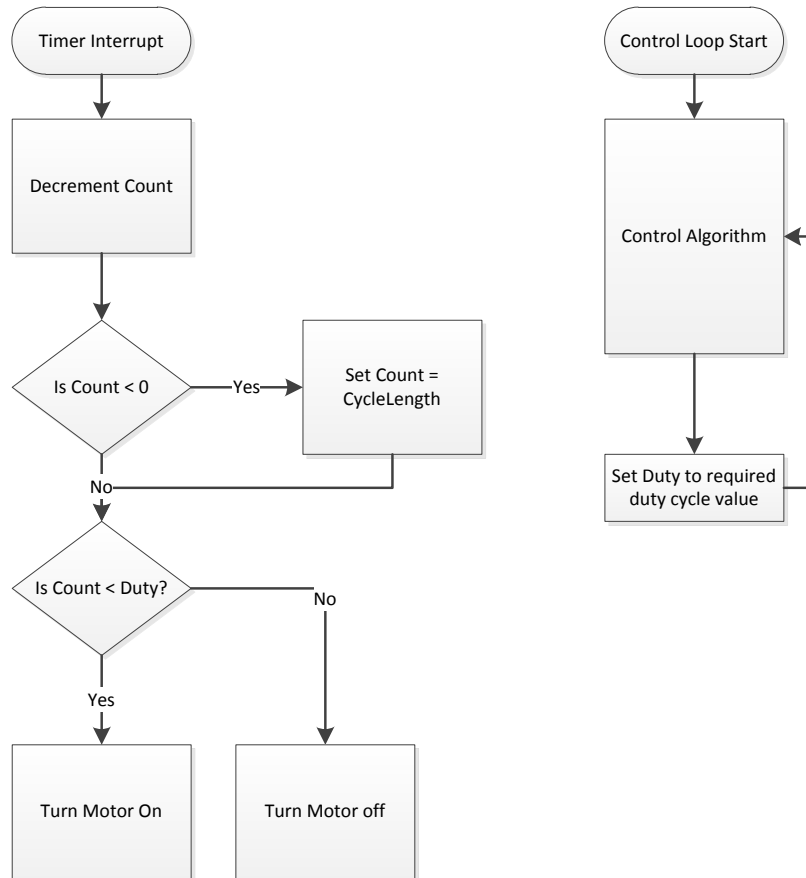 Timer Interrupt
Decrement Count
Is Count < 0
Yes
Set Count =
CycleLength
No
Is Count < Duty?
No
Yes
Turn Motor On
Turn Motor off
Control Loop Start
Control Algorithm
Set Duty to required
duty cycle value